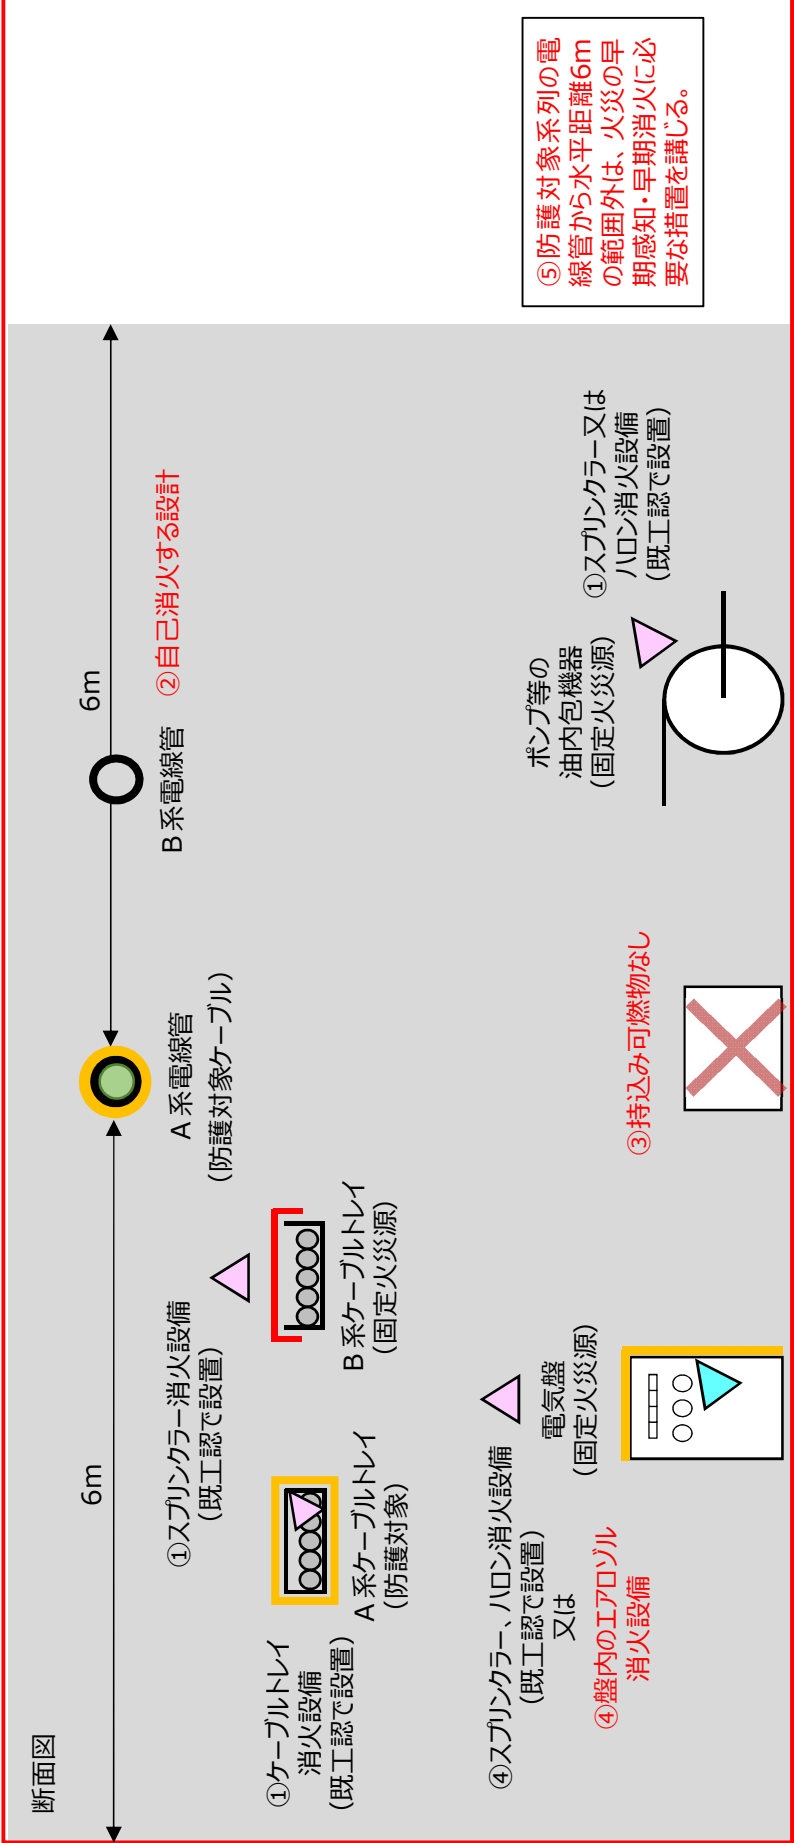 断面図
6m
6m
A系電線管
(防護対象ケーブル)
B系電線管
②自己消火する設計
①スプリンクラー消火設備
(既工認で設置)
①ケーブルトレイ
消火設備
(既工認で設置)
A系ケーブルトレイ
(防護対象)
B系ケーブルトレイ
(固定火災源)
④スプリンクラー、ハロン消火設備
(既工認で設置)
又は
④盤内のエアロゾル
消火設備
電気盤
(固定火災源)
③持込み可燃物なし
ポンプ等の
油内包機器
(固定火災源)
①スプリンクラー又は
ハロン消火設備
(既工認で設置)
⑤防護対象系列の電
線管から水平距離6m
の範囲外は、火災の早
期感知・早期消火に必
要な措置を講じる。